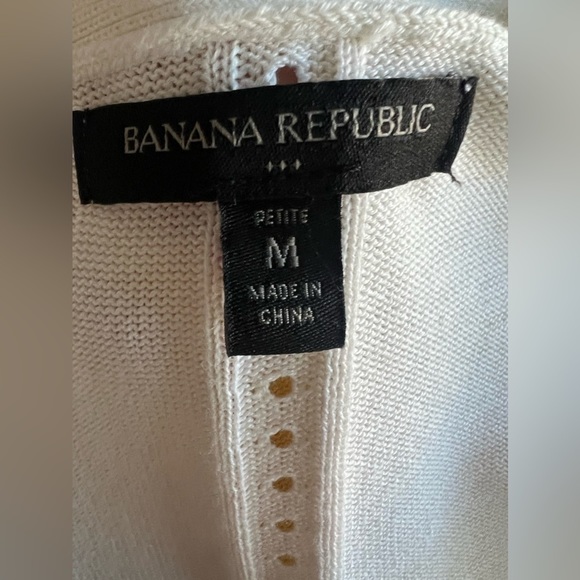 BANANA REPUBLIC
PETITE
M
MADE IN
CHINA